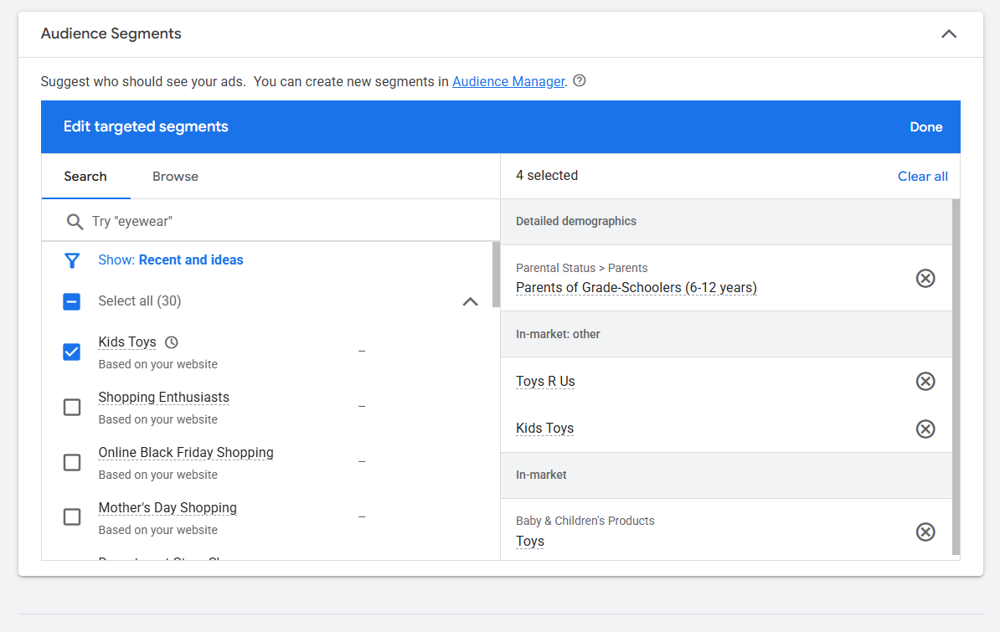 Audience Segments
Suggest who should see your ads. You can create new segments in Audience Manager.
Edit targeted segments
Done
Search
Browse
Try "eyewear"
Show: Recent and ideas
Select all (30)
Kids Toys
–
Based on your website
Shopping Enthusiasts
–
Based on your website
Online Black Friday Shopping
–
Based on your website
Mother's Day Shopping
–
Based on your website
4 selected
Clear all
Detailed demographics
Parental Status > Parents
Parents of Grade-Schoolers (6-12 years)
In-market: other
Toys R Us
Kids Toys
In-market
Baby & Children's Products
Toys